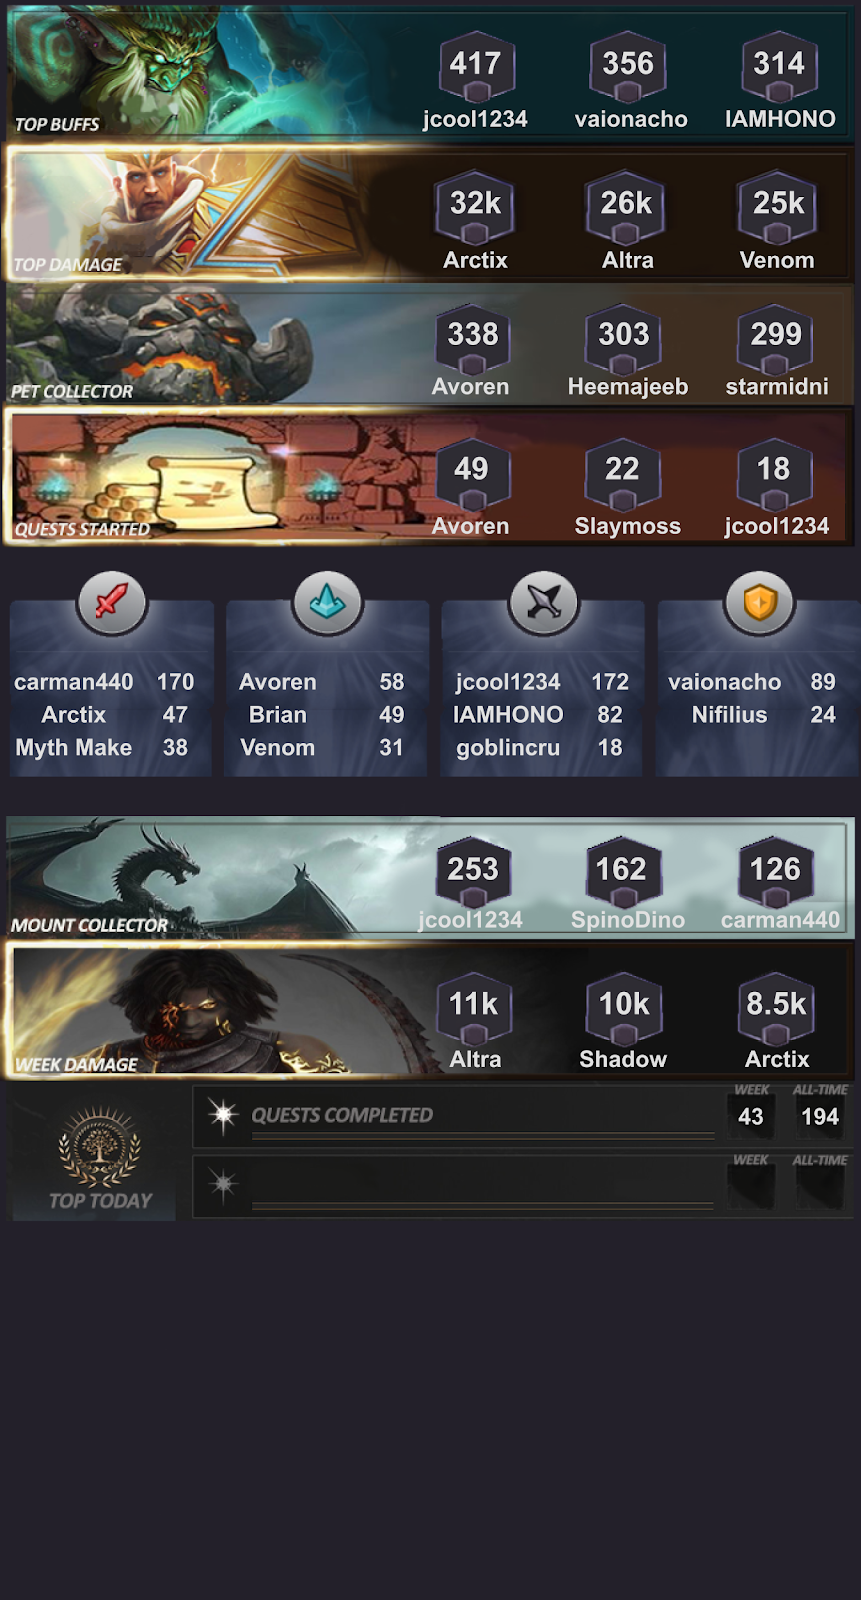 417 356 314
jcool1234 vaionacho IAMHONO
TOP BUFFS
32k 26k 25k
Arctix Altra Venom
TOP DAMAGE
338 303 299
Avoren Heemajeeb starmidni
PET COLLECTOR
49 22 18
Avoren Slaymoss jcool1234
QUESTS STARTED
carman440 170
Arctix 47
Myth Make 38
Avoren 58
Brian 49
Venom 31
jcool1234 172
IAMHONO 82
goblincru 18
vaionacho 89
Nifilius 24
253 162 126
jcool1234 SpinoDino carman440
MOUNT COLLECTOR
11k 10k 8.5k
Altra Shadow Arctix
WEEK DAMAGE
WEEK ALL-TIME
QUESTS COMPLETED 43 194
WEEK ALL-TIME
TOP TODAY